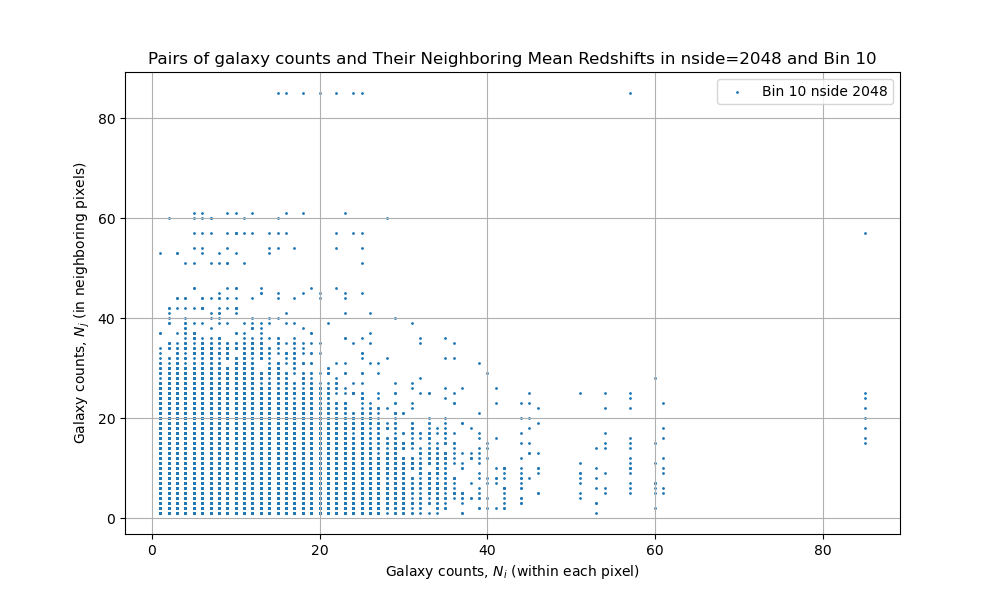 Pairs of galaxy counts and Their Neighboring Mean Redshifts in nside=2048 and Bin 10
Bin 10 nside 2048
80
60
40
20
0
Galaxy counts, $N_j$ (in neighboring pixels)
0 20 40 60 80
Galaxy counts, $N_i$ (within each pixel)